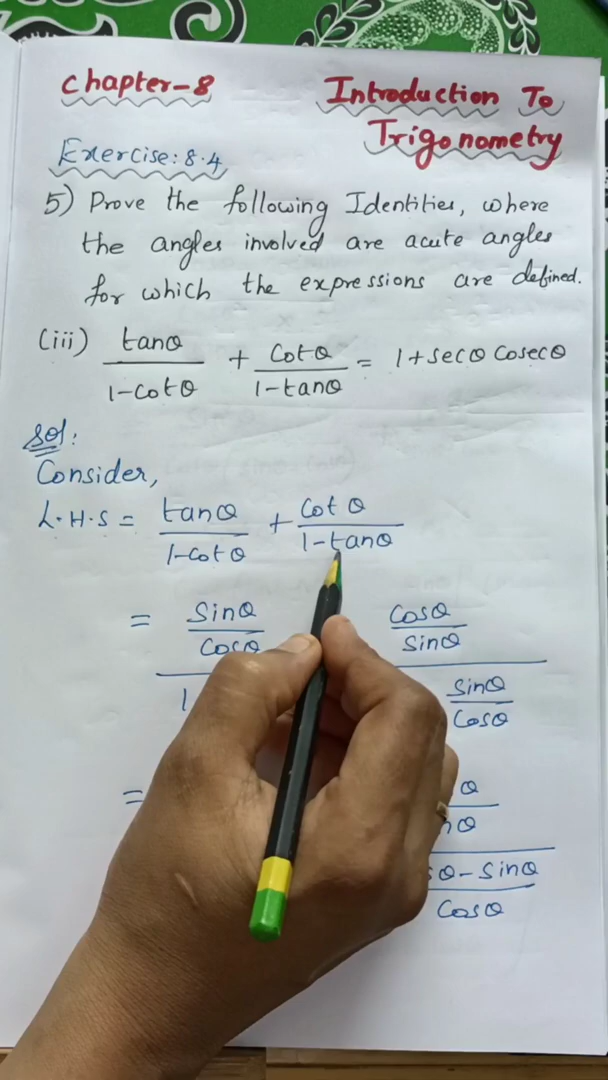 Chapter-8 Introduction To
Trigonometry
Exercise: 8.4
5) Prove the following Identities, where
the angles involved are acute angles
for which the expressions are defined.
(iii) tanθ/1-cotθ + Cotθ/1-tanθ = 1+secθ Cosecθ
Sol:
Consider,
L.H.S = tanθ/1-cotθ + Cotθ/1-tanθ
= Sinθ/Cosθ Cosθ/Sinθ
1 Sinθ/Cosθ
= θ
θ
θ-Sinθ
Cosθ